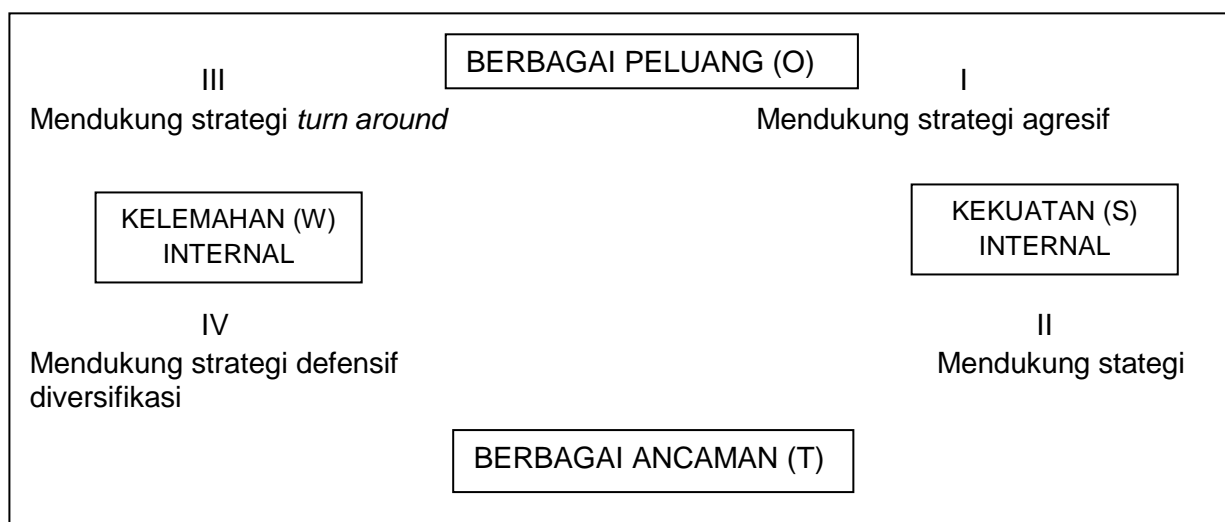 BERBAGAI PELUANG (O)
III
I
Mendukung strategi turn around
Mendukung strategi agresif
KELEMAHAN (W)
INTERNAL
KEKUATAN (S)
INTERNAL
IV
II
Mendukung strategi defensif
diversifikasi
Mendukung stategi
BERBAGAI ANCAMAN (T)